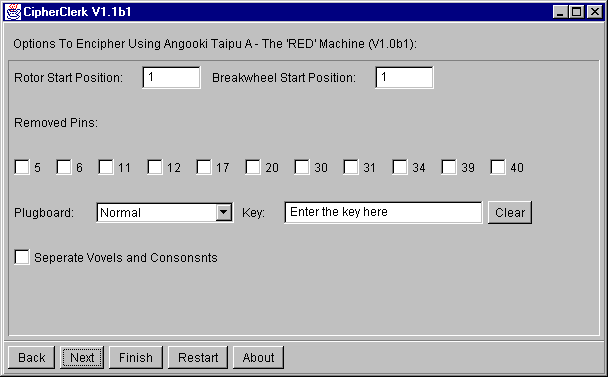 CipherClerk V1.1b1
Options To Encipher Using Angooki Taipu A - The 'RED' Machine (V1.0b1):
Rotor Start Position: 1 Breakwheel Start Position: 1
Removed Pins:
5 6 11 12 17 20 30 31 34 39 40
Plugboard: Normal Key: Enter the key here Clear
Seperate Vovels and Consonsnts
Back Next Finish Restart About